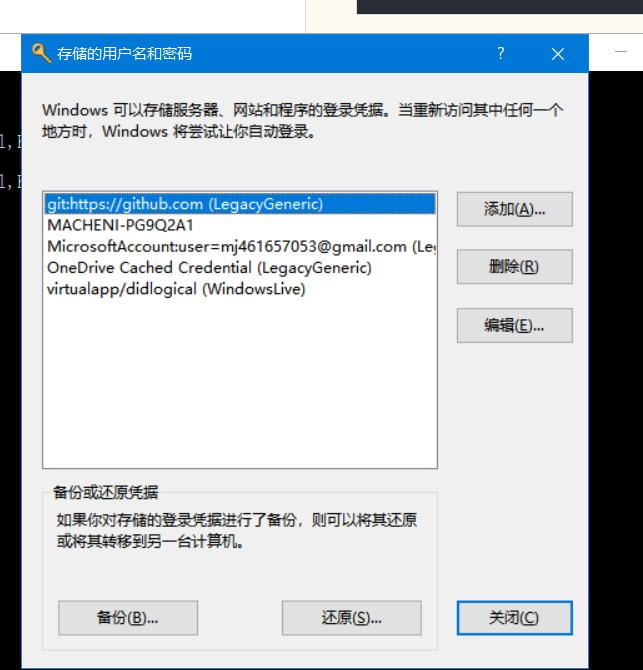 存储的用户名和密码
?
Windows 可以存储服务器、网站和程序的登录凭据。当重新访问其中任何一个
地方时，Windows 将尝试让你自动登录。
git:https://github.com (LegacyGeneric)
MACHENI-PG9Q2A1
MicrosoftAccount:user=mj461657053@gmail.com (Le
OneDrive Cached Credential (LegacyGeneric)
virtualapp/didlogical (WindowsLive)
添加(A)...
删除(R)
编辑(E)...
备份或还原凭据
如果你对存储的登录凭据进行了备份，则可以将其还原
或将其转移到另一台计算机。
备份(B)...
还原(S)...
关闭(C)